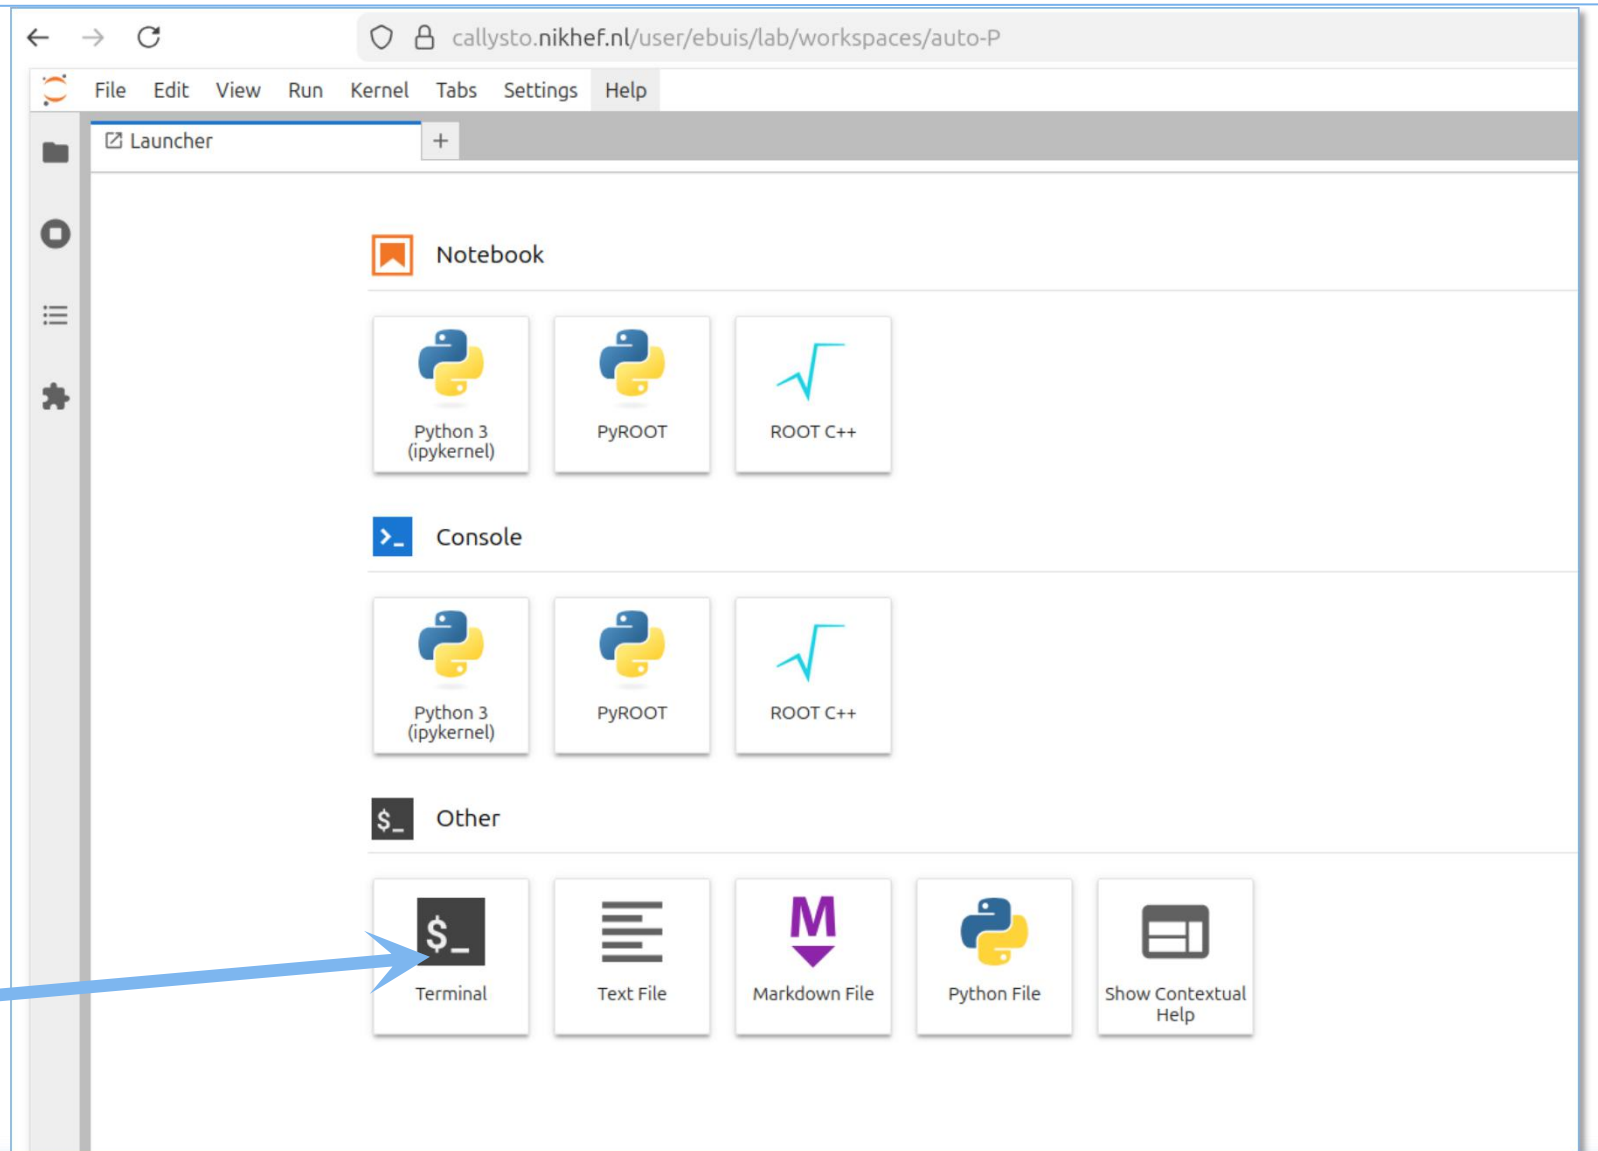 callysto.nikhef.nl/user/ebuis/lab/workspaces/auto-P
File Edit View Run Kernel Tabs Settings Help
Launcher +
Notebook
Python 3 (ipykernel)
PyROOT
ROOT C++
>_ Console
Python 3 (ipykernel)
PyROOT
ROOT C++
$_ Other
$_
M
Terminal
Text File
Markdown File
Python File
Show Contextual Help